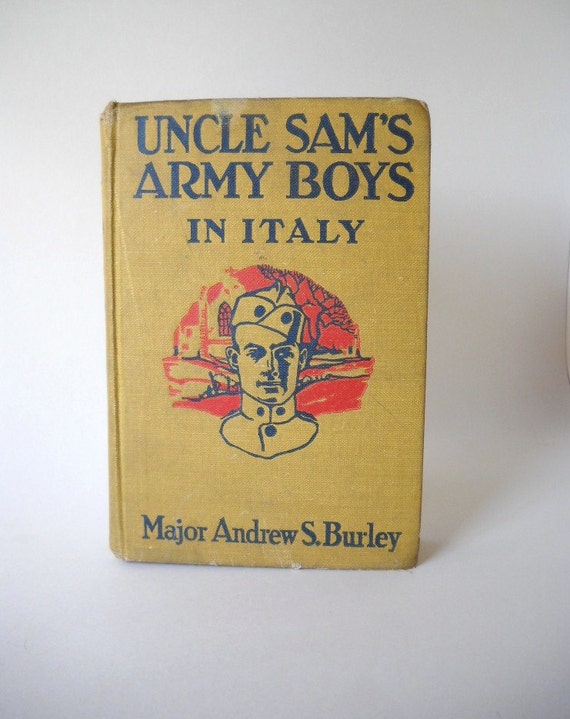 UNCLE SAM'S
ARMY BOYS
IN ITALY
Major Andrew S. Burley